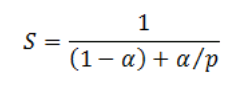 S = 1 / ((1 − α) + α/p)